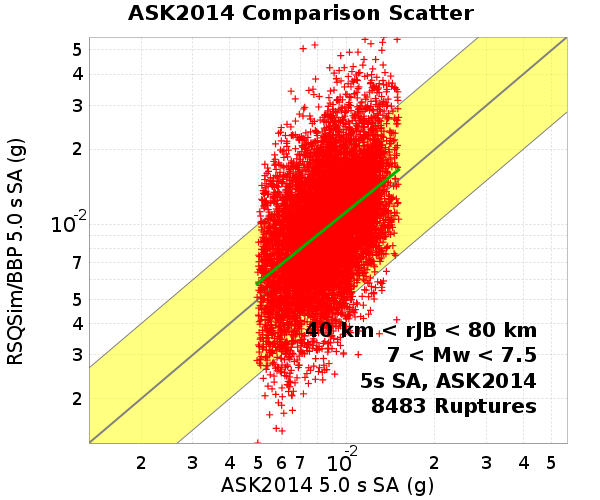 ASK2014 Comparison Scatter
RSQSim/BBP 5.0 s SA (g)
5
4
3
2
10-2
7
5
4
3
2
40 km < rJB < 80 km
7 < Mw < 7.5
5s SA, ASK2014
8483 Ruptures
2 3 4 5 6 7 10-2 2 3 4 5
ASK2014 5.0 s SA (g)